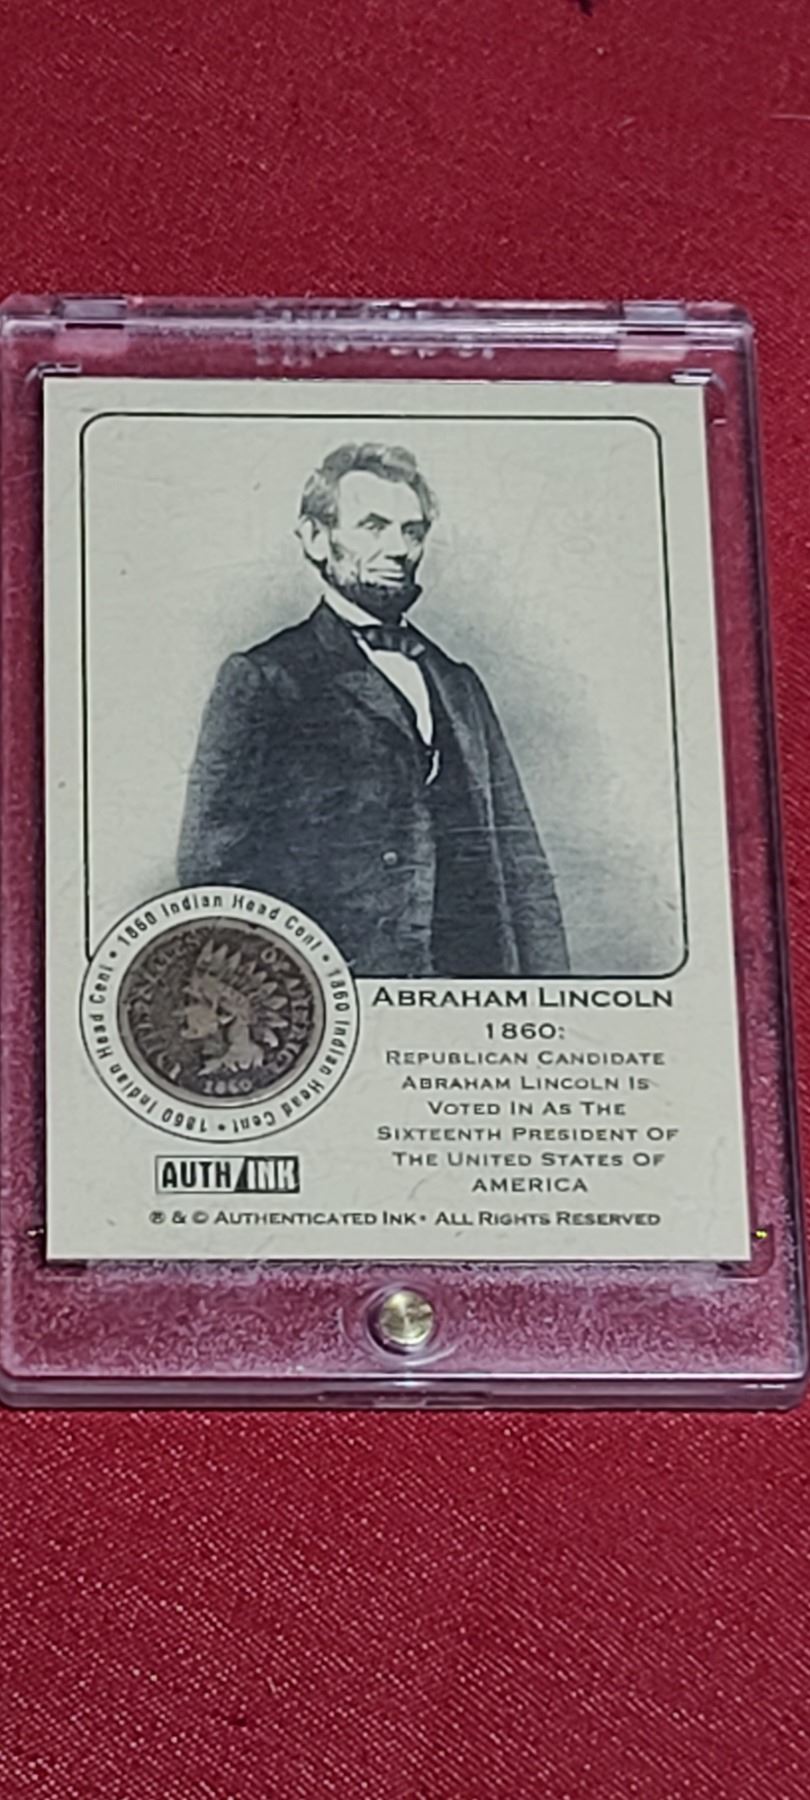 1860 Indian Head Cent • 1860 Indian Head Cent • 1860 Indian Head Cent •
1860
ABRAHAM LINCOLN
1860:
REPUBLICAN CANDIDATE
ABRAHAM LINCOLN IS
VOTED IN AS THE
SIXTEENTH PRESIDENT OF
THE UNITED STATES OF
AMERICA
AUTH/INK
® & © AUTHENTICATED INK • ALL RIGHTS RESERVED